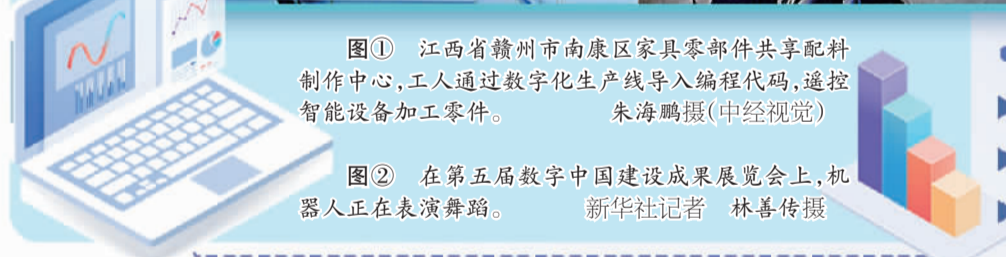 图① 江西省赣州市南康区家具零部件共享配料
制作中心,工人通过数字化生产线导入编程代码,遥控
智能设备加工零件。 朱海鹏摄(中经视觉)
图② 在第五届数字中国建设成果展览会上,机
器人正在表演舞蹈。 新华社记者 林善传摄